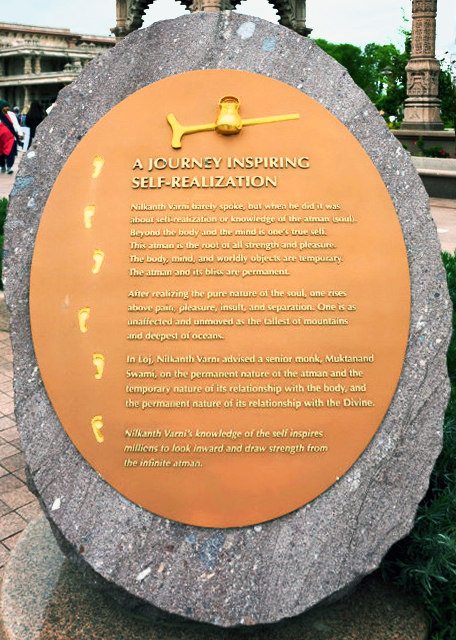 A JOURNEY INSPIRING
SELF-REALIZATION
Nilkanth Varni barely spoke, but when he did it was
about self-realization or knowledge of the atman (soul).
Beyond the body and the mind is one's true self.
This atman is the root of all strength and pleasure.
The body, mind, and worldly objects are temporary.
The atman and its bliss are permanent.
After realizing the pure nature of the soul, one rises
above pain, pleasure, insult, and separation. One is as
unaffected and unmoved as the tallest of mountains
and deepest of oceans.
In Loj, Nilkanth Varni advised a senior monk, Muktanand
Swami, on the permanent nature of the atman and the
temporary nature of its relationship with the body, and
the permanent nature of its relationship with the Divine.
Nilkanth Varni's knowledge of the self inspires
millions to look inward and draw strength from
the infinite atman.